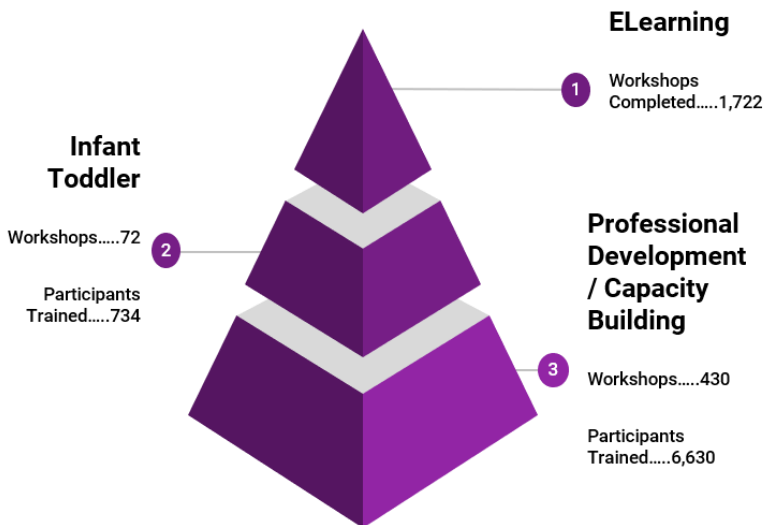 ELearning
1
Workshops
Completed.....1,722
Infant
Toddler
Workshops.....72
2
Participants
Trained.....734
Professional
Development
/ Capacity
Building
3
Workshops.....430
Participants
Trained.....6,630